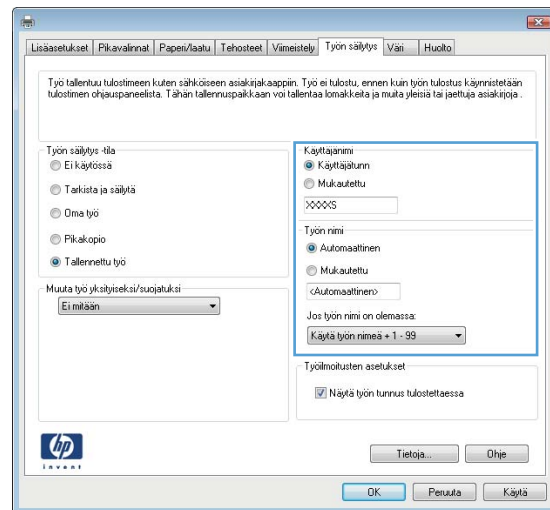 Lisäasetukset Pikavalinnat Paperi/laatu Tehosteet Viimeistely Työn säilytys Väri Huolto
Työ tallentuu tulostimeen kuten sähköiseen asiakirjakaappiin. Työ ei tulostu, ennen kuin työn tulostus käynnistetään
tulostimen ohjauspaneelista. Tähän tallennuspaikkaan voi tallentaa lomakkeita ja muita yleisiä tai jaettuja asiakirjoja .
Työn säilytys -tila
Ei käytössä
Tarkista ja säilytä
Oma työ
Pikakopio
Tallennettu työ
Muuta työ yksityiseksi/suojatuksi
Ei mitään
Käyttäjänimi
Käyttäjätunn
Mukautettu
XXXXS
Työn nimi
Automaattinen
Mukautettu
<Automaattinen>
Jos työn nimi on olemassa:
Käytä työn nimeä + 1 - 99
Työilmoitusten asetukset
Näytä työn tunnus tulostettaessa
hp
invent
Tietoja... Ohje
OK Peruuta Käytä